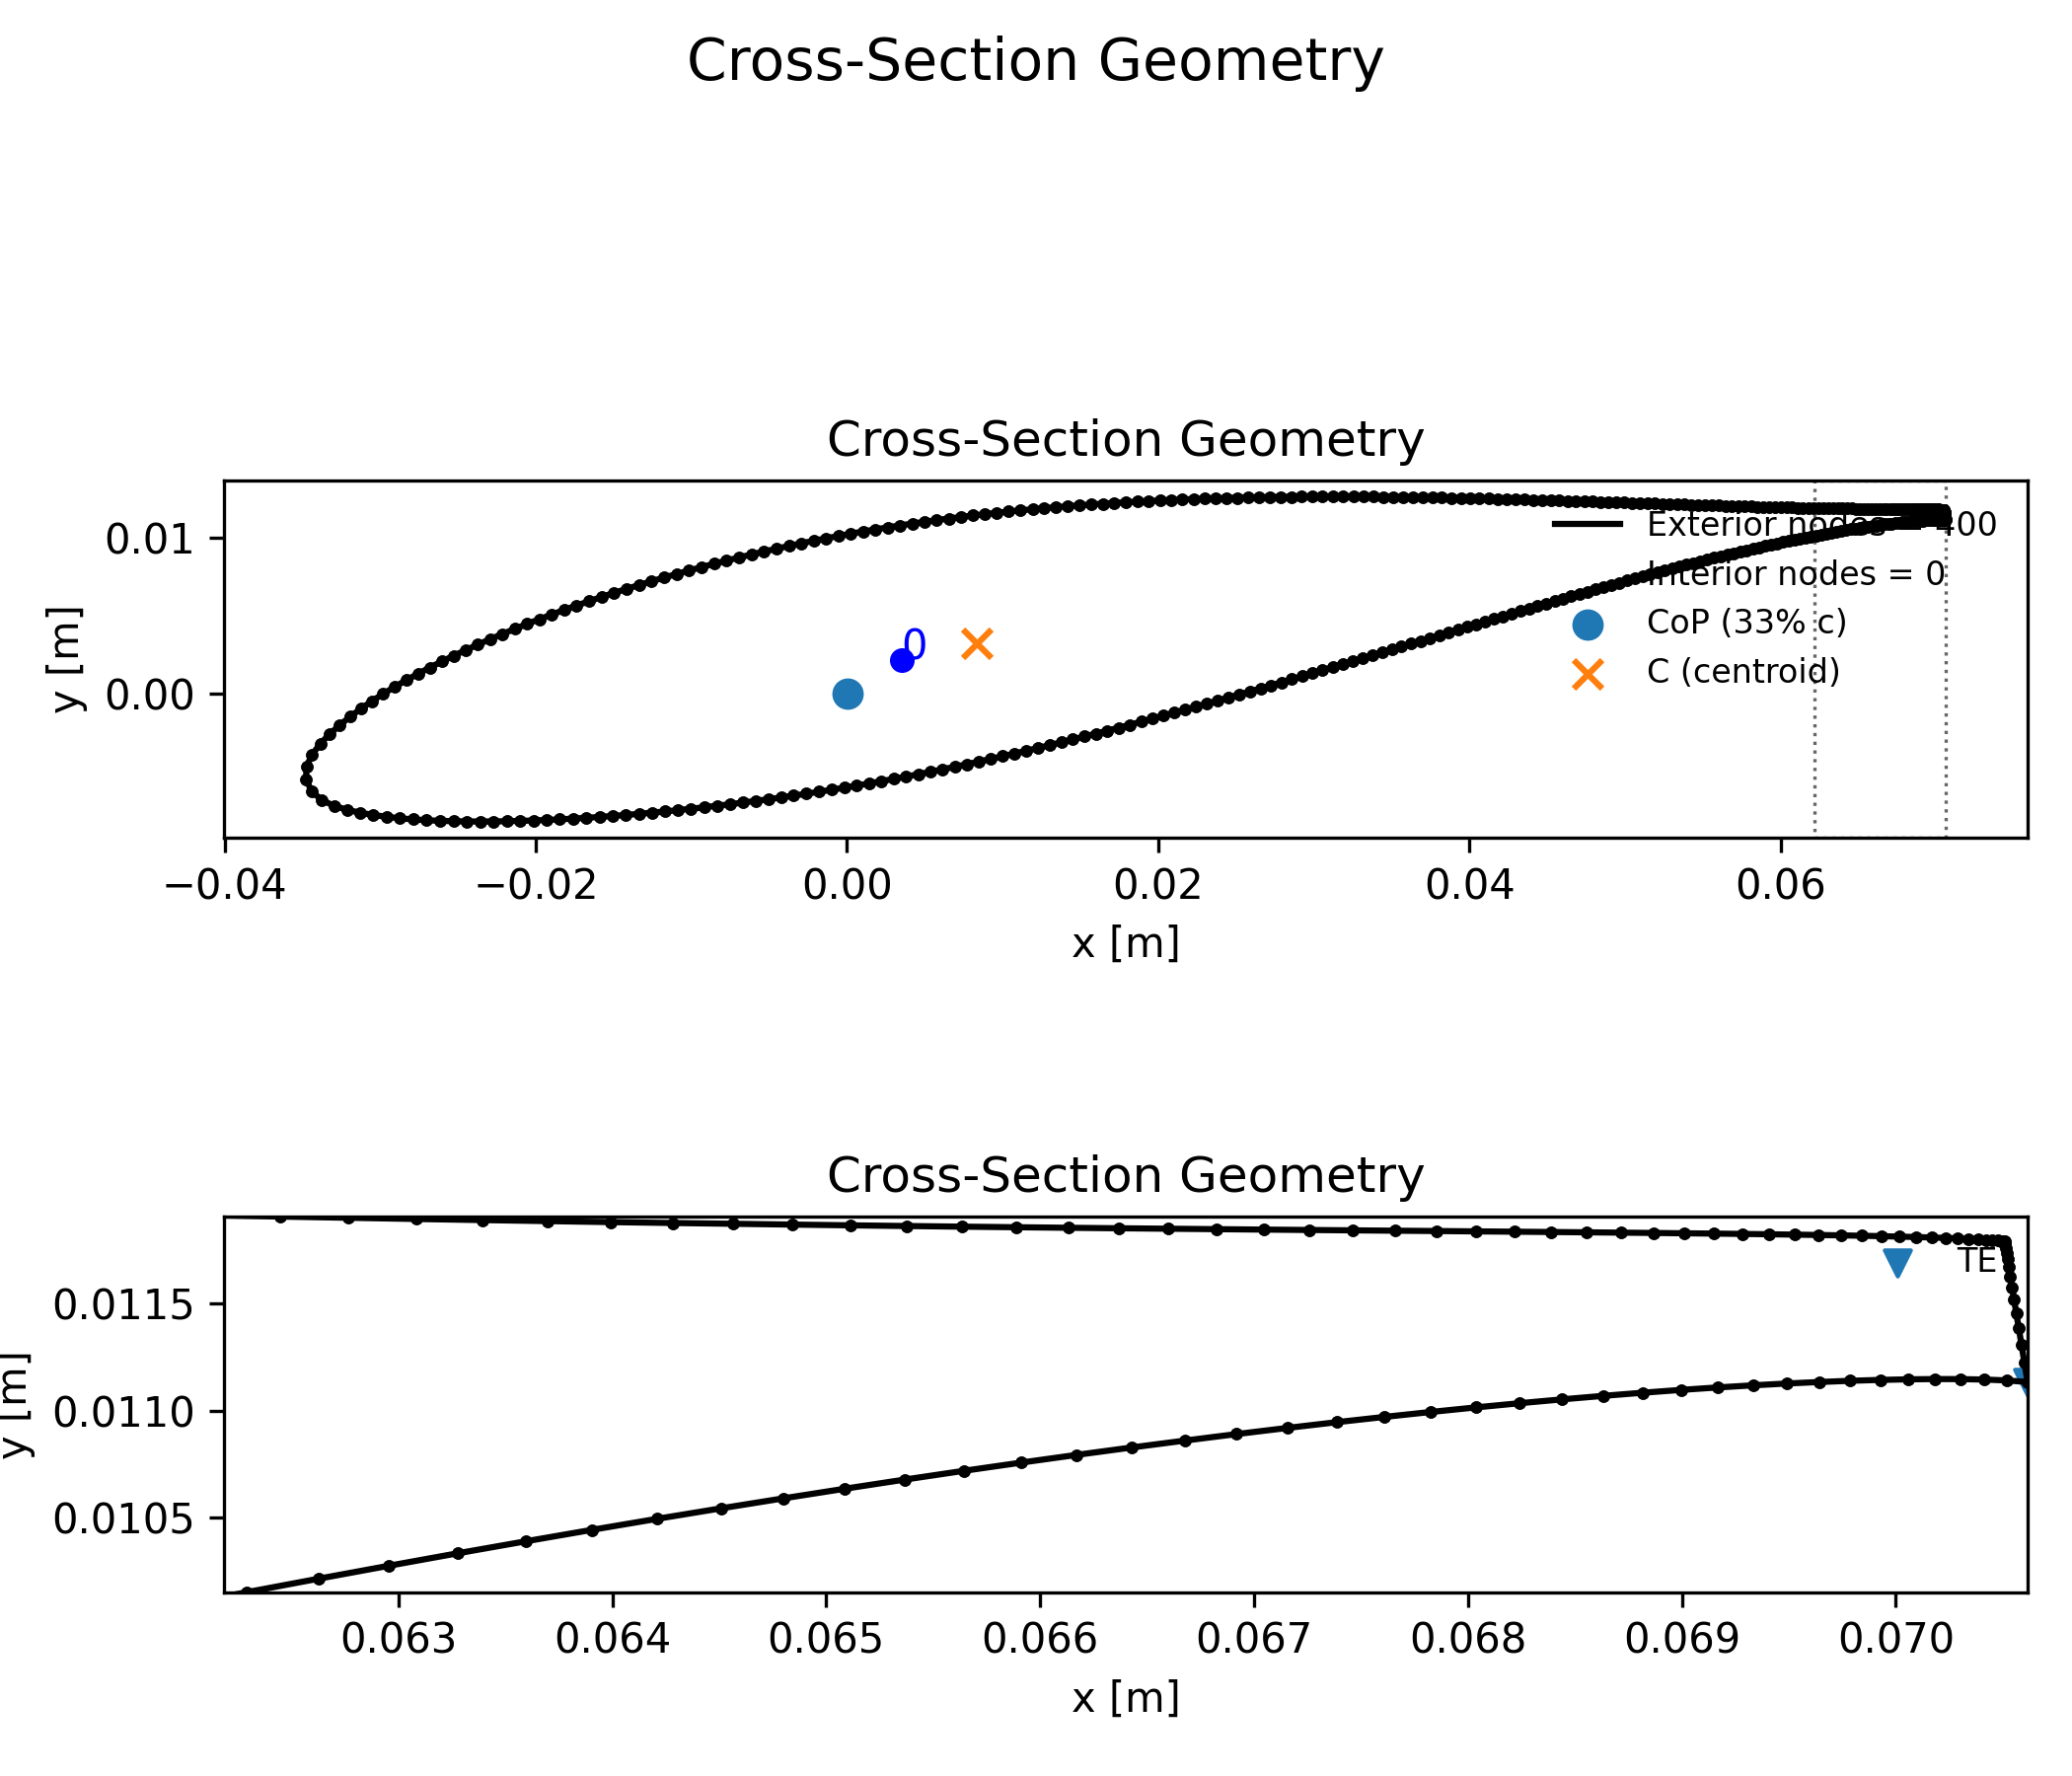 Cross-Section Geometry
Cross-Section Geometry
0.01
0.00
y [m]
0
Exterior nodes = 400
Interior nodes = 0
CoP (33% c)
C (centroid)
−0.04 −0.02 0.00 0.02 0.04 0.06
x [m]
Cross-Section Geometry
0.0115
0.0110
0.0105
y [m]
TE
0.063 0.064 0.065 0.066 0.067 0.068 0.069 0.070
x [m]